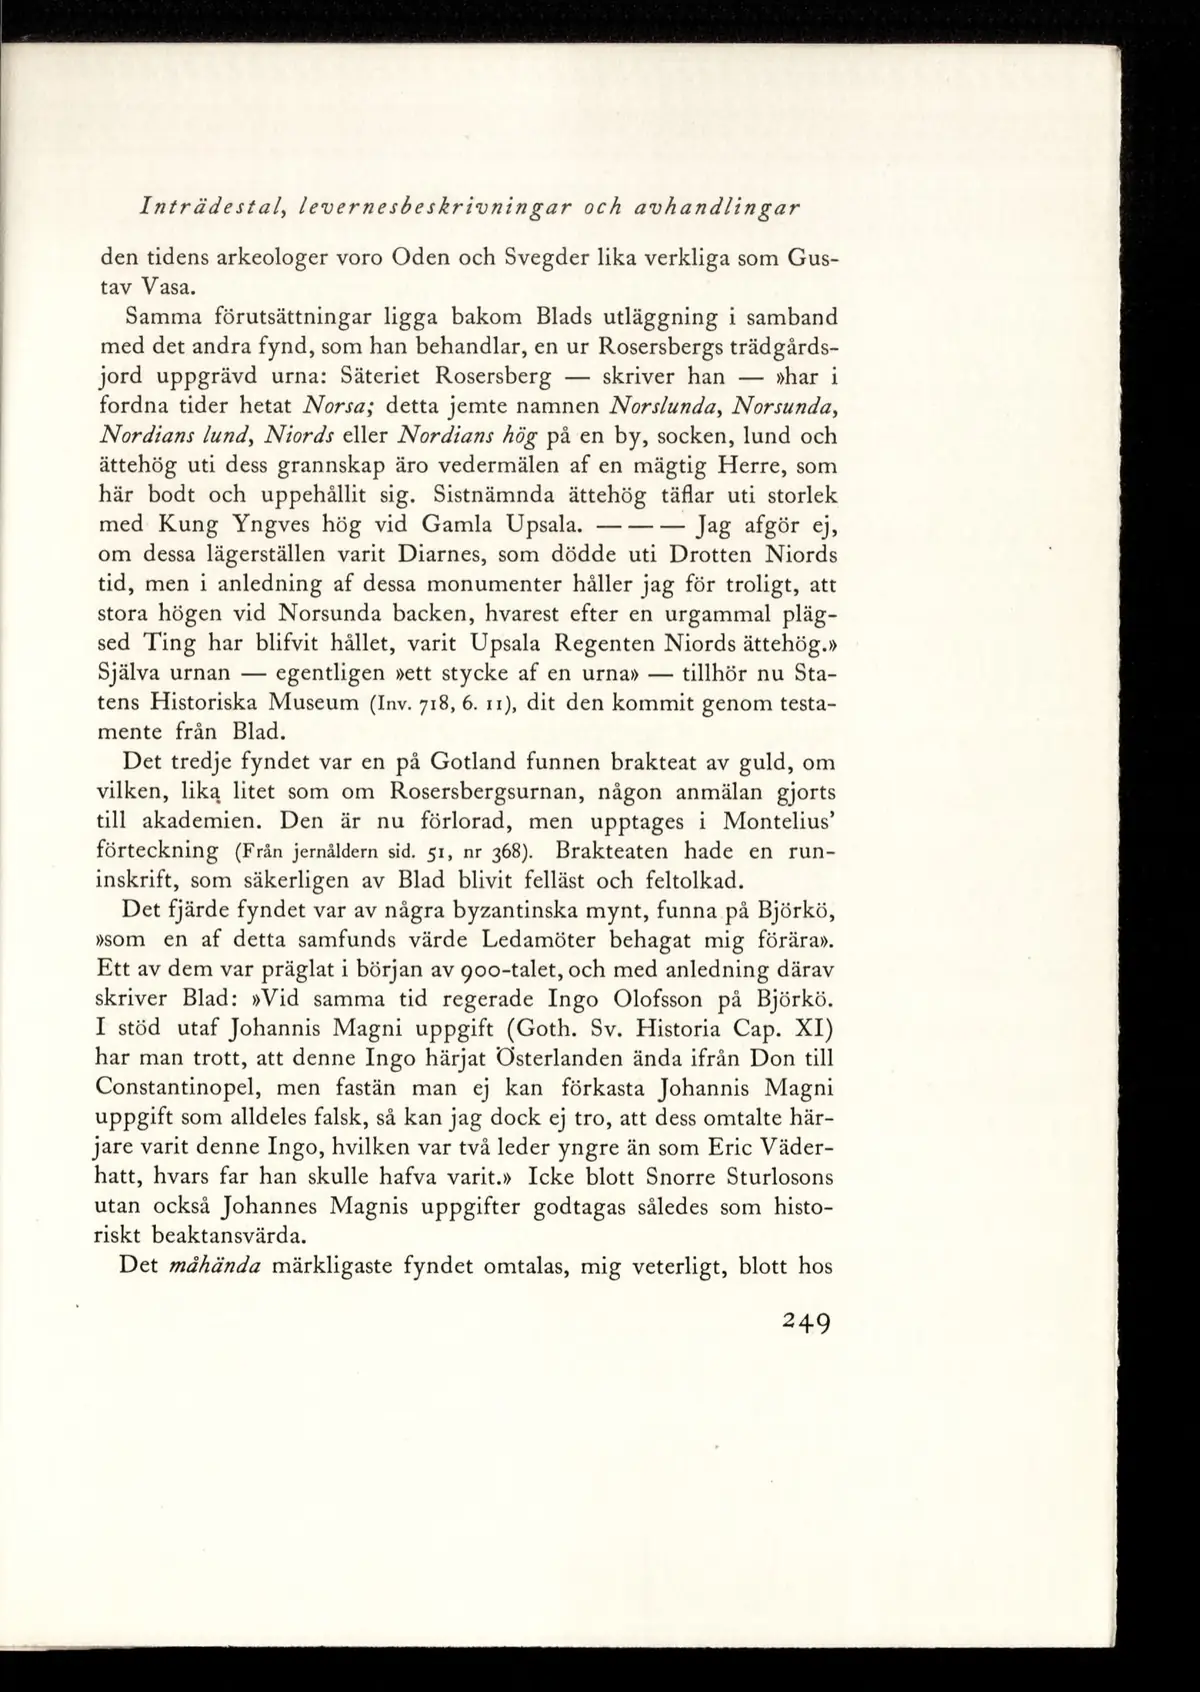 Inträdestal, levernesbeskrivningar och avhandlingar
den tidens arkeologer voro Oden och Svegder lika verkliga som Gus-
tav Vasa.
Samma förutsättningar ligga bakom Blads utläggning i samband
med det andra fynd, som han behandlar, en ur Rosersbergs trädgårds-
jord uppgrävd urna: Säteriet Rosersberg — skriver han — »har i
fordna tider hetat Norsa; detta jemte namnen Norslunda, Norsunda,
Nordians lund, Niords eller Nordians hög på en by, socken, lund och
ättehög uti dess grannskap äro vedermälen af en mägtig Herre, som
här bodt och uppehållit sig. Sistnämnda ättehög täflar uti storlek
med Kung Yngves hög vid Gamla Upsala. — — — Jag afgör ej,
om dessa lägerställen varit Diarnes, som dödde uti Drotten Niords
tid, men i anledning af dessa monumenter håller jag för troligt, att
stora högen vid Norsunda backen, hvarest efter en urgammal pläg-
sed Ting har blifvit hållet, varit Upsala Regenten Niords ättehög.»
Själva urnan — egentligen »ett stycke af en urna» — tillhör nu Sta-
tens Historiska Museum (Inv. 718, 6. 11), dit den kommit genom testa-
mente från Blad.
Det tredje fyndet var en på Gotland funnen brakteat av guld, om
vilken, lika litet som om Rosersbergsurnan, någon anmälan gjorts
till akademien. Den är nu förlorad, men upptages i Montelius'
förteckning (Från jernåldern sid. 51, nr 368). Brakteaten hade en run-
inskrift, som säkerligen av Blad blivit felläst och feltolkad.
Det fjärde fyndet var av några byzantinska mynt, funna på Björkö,
»som en af detta samfunds värde Ledamöter behagat mig förära».
Ett av dem var präglat i början av 900-talet, och med anledning därav
skriver Blad: »Vid samma tid regerade Ingo Olofsson på Björkö.
I stöd utaf Johannis Magni uppgift (Goth. Sv. Historia Cap. XI)
har man trott, att denne Ingo härjat Österlanden ända ifrån Don till
Constantinopel, men fastän man ej kan förkasta Johannis Magni
uppgift som alldeles falsk, så kan jag dock ej tro, att dess omtalte här-
jare varit denne Ingo, hvilken var två leder yngre än som Eric Väder-
hatt, hvars far han skulle hafva varit.» Icke blott Snorre Sturlosons
utan också Johannes Magnis uppgifter godtagas således som histo-
riskt beaktansvärda.
Det måhända märkligaste fyndet omtalas, mig veterligt, blott hos
249